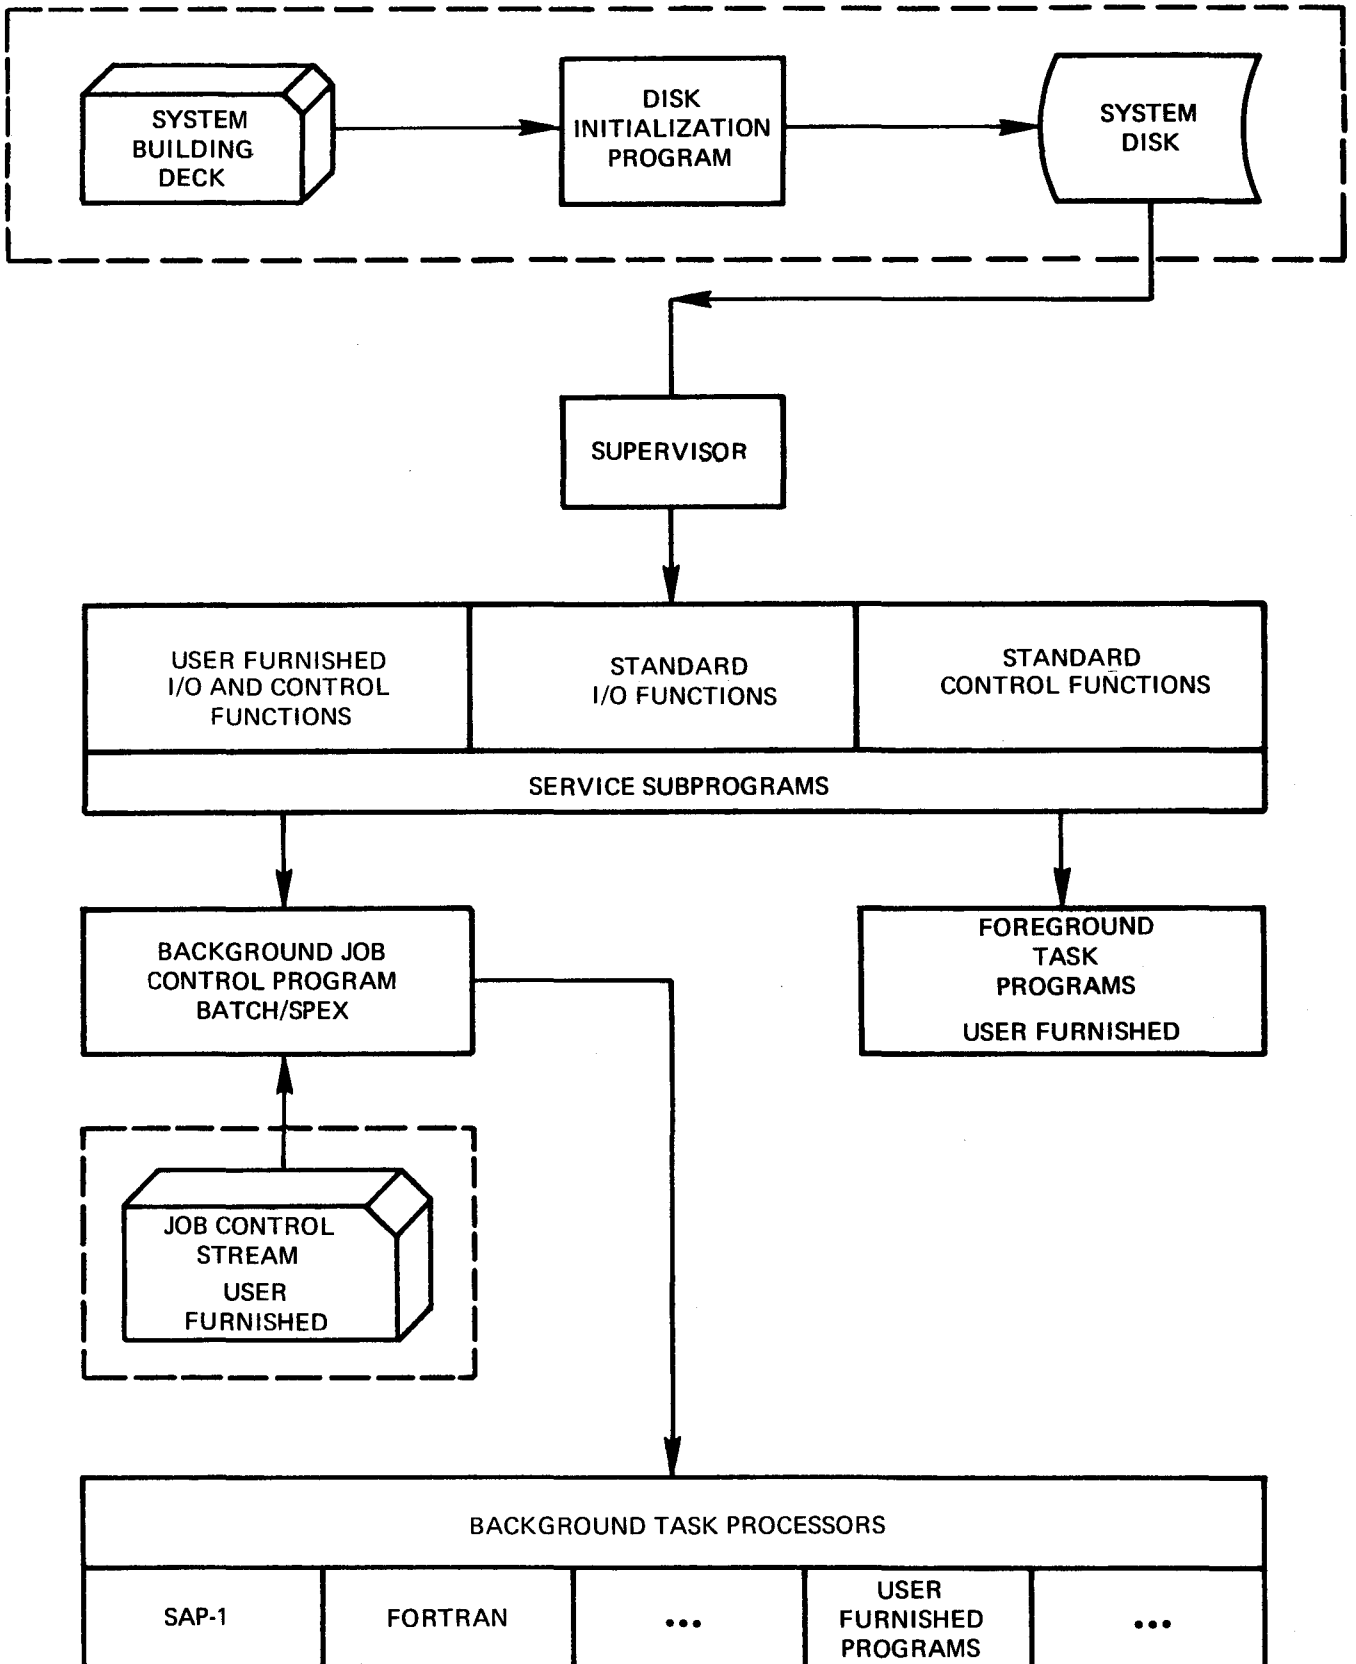 SYSTEM
BUILDING
DECK
DISK
INITIALIZATION
PROGRAM
SYSTEM
DISK
SUPERVISOR
USER FURNISHED
I/O AND CONTROL
FUNCTIONS
STANDARD
I/O FUNCTIONS
STANDARD
CONTROL FUNCTIONS
SERVICE SUBPROGRAMS
BACKGROUND JOB
CONTROL PROGRAM
BATCH/SPEX
FOREGROUND
TASK
PROGRAMS
USER FURNISHED
JOB CONTROL
STREAM
USER
FURNISHED
BACKGROUND TASK PROCESSORS
SAP-1
FORTRAN
•••
USER
FURNISHED
PROGRAMS
•••